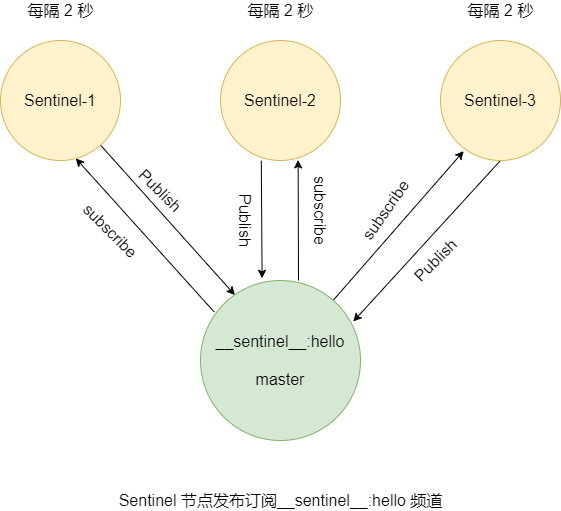 每隔 2 秒
每隔 2 秒
每隔 2 秒
Sentinel-1
Sentinel-2
Sentinel-3
Publish
subscribe
Publish
subscribe
subscribe
Publish
__sentinel__:hello
master
Sentinel 节点发布订阅__sentinel__:hello 频道